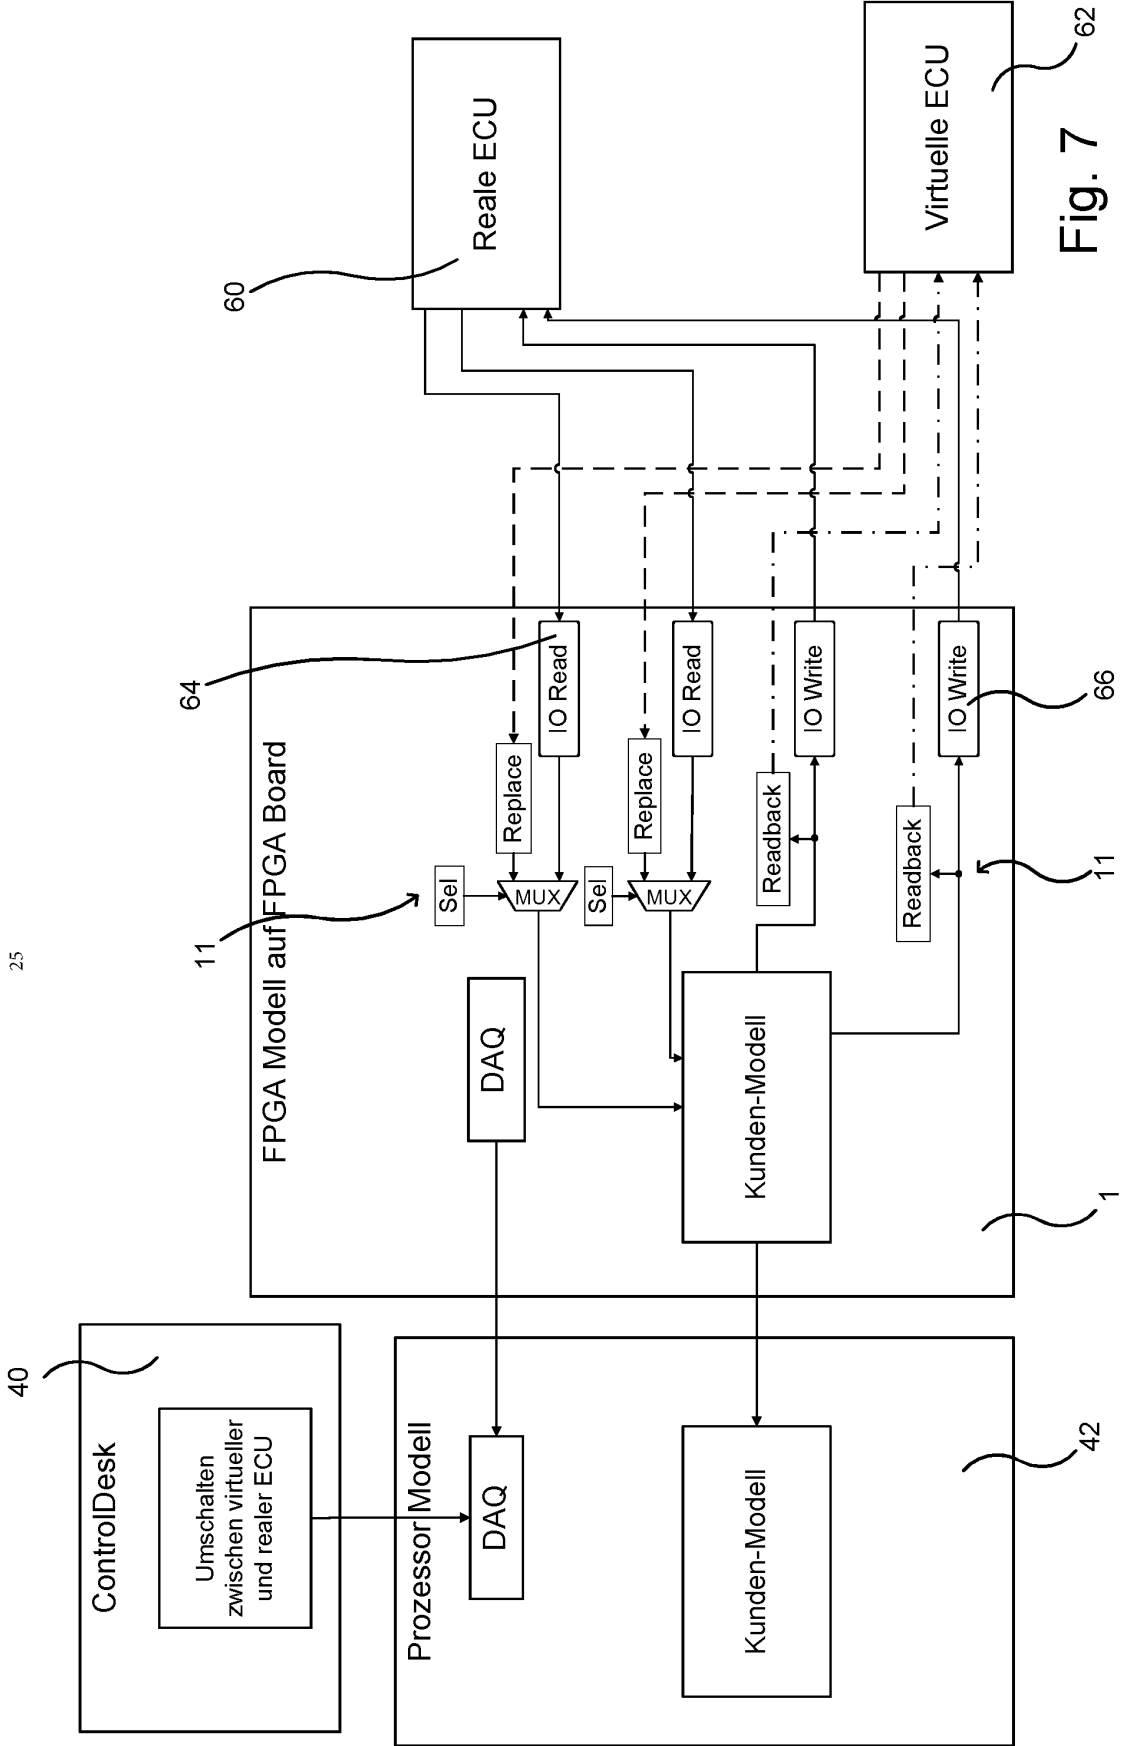 25
40
ControlDesk
Umschalten
zwischen virtueller
und realer ECU
Prozessor Modell
DAQ
Kunden-Modell
42
FPGA Modell auf FPGA Board
11
64
DAQ
Sel
MUX
Replace
IO Read
Sel
MUX
Replace
IO Read
Kunden-Modell
Readback
IO Write
Readback
IO Write
1
11
66
60
Reale ECU
Virtuelle ECU
62
Fig. 7